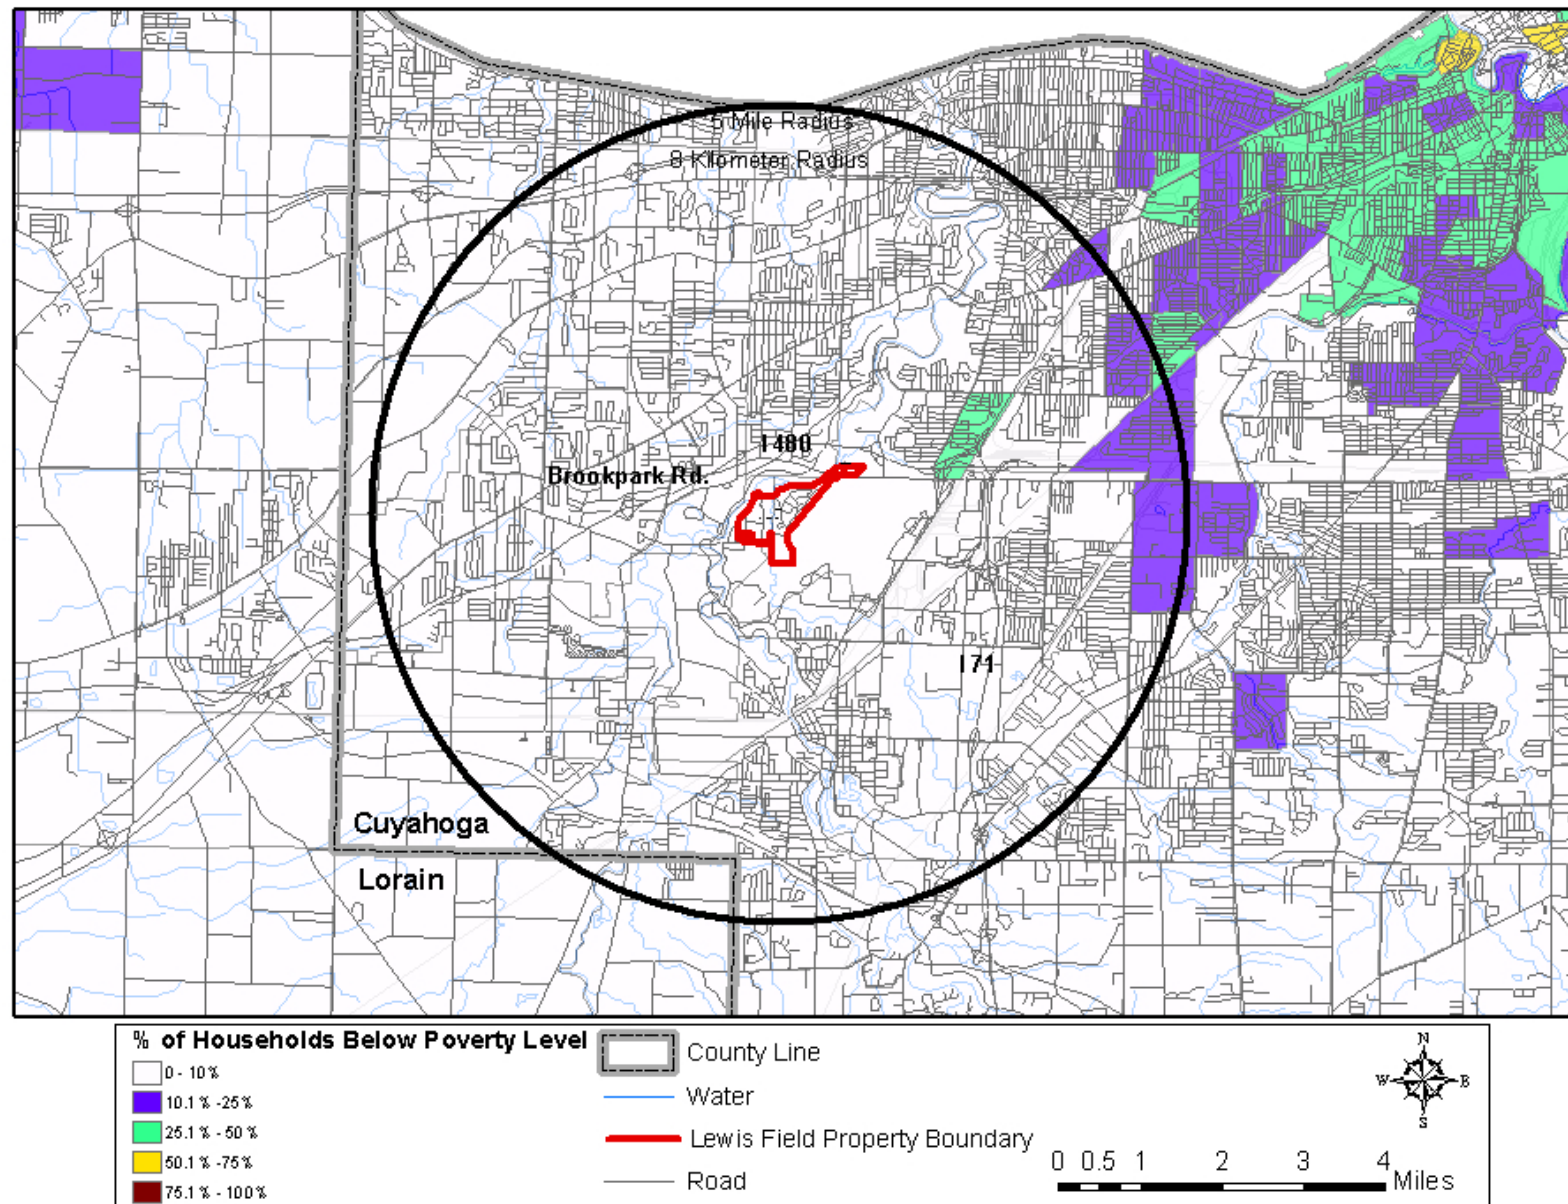 5 Mile Radius
8 Kilometer Radius
I 480
Brookpark Rd.
I 71
Cuyahoga
Lorain
% of Households Below Poverty Level
0 - 10%
10.1 % -25%
25.1 % - 50 %
50.1 % -75%
75.1 % - 100%
County Line
Water
Lewis Field Property Boundary
Road
N
W E
S
0 0.5 1 2 3 4 Miles